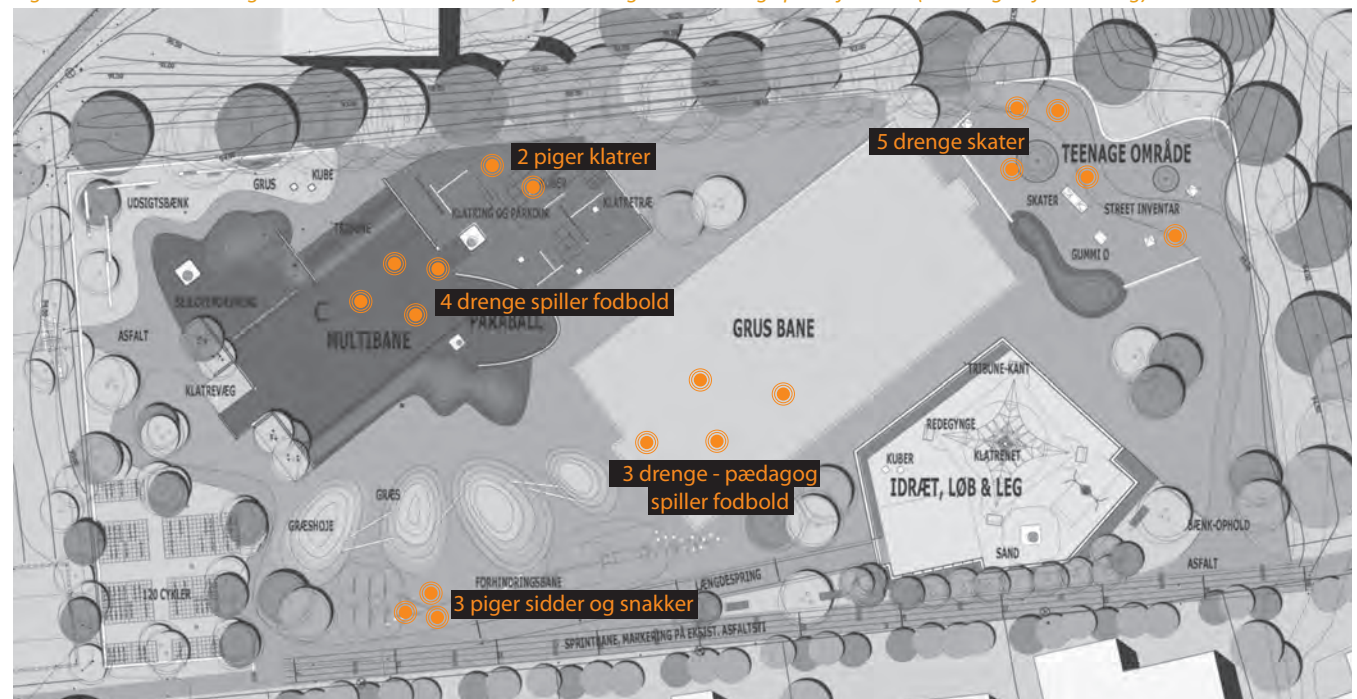 2 piger klatrer
5 drenge skater
TEENAGE OMRÅDE
SKATER
STREET INVENTAR
GUMMI Ø
GRUS
KUBE
UDSIGTSBÆNK
TRIBUNE
KLATRING OG PARKOUR
KLATRETRÆ
4 drenge spiller fodbold
MULTIBANE
PARABALL
ASFALT
KLATREVÆG
GRUS BANE
TRIBUNE-KANT
REDEGYNGE
KLATRENET
KUBER
IDRÆT, LØB & LEG
SAND
3 drenge - pædagog
spiller fodbold
GRÆS
GRÆSHØJE
BÆNK-OPHOLD
ASFALT
120 CYKLER
FORHINDRINGSBANE
LÆNGDESPRING
3 piger sidder og snakker
SPRINTBANE, MARKERING PÅ EKSIST. ASFALTSTI